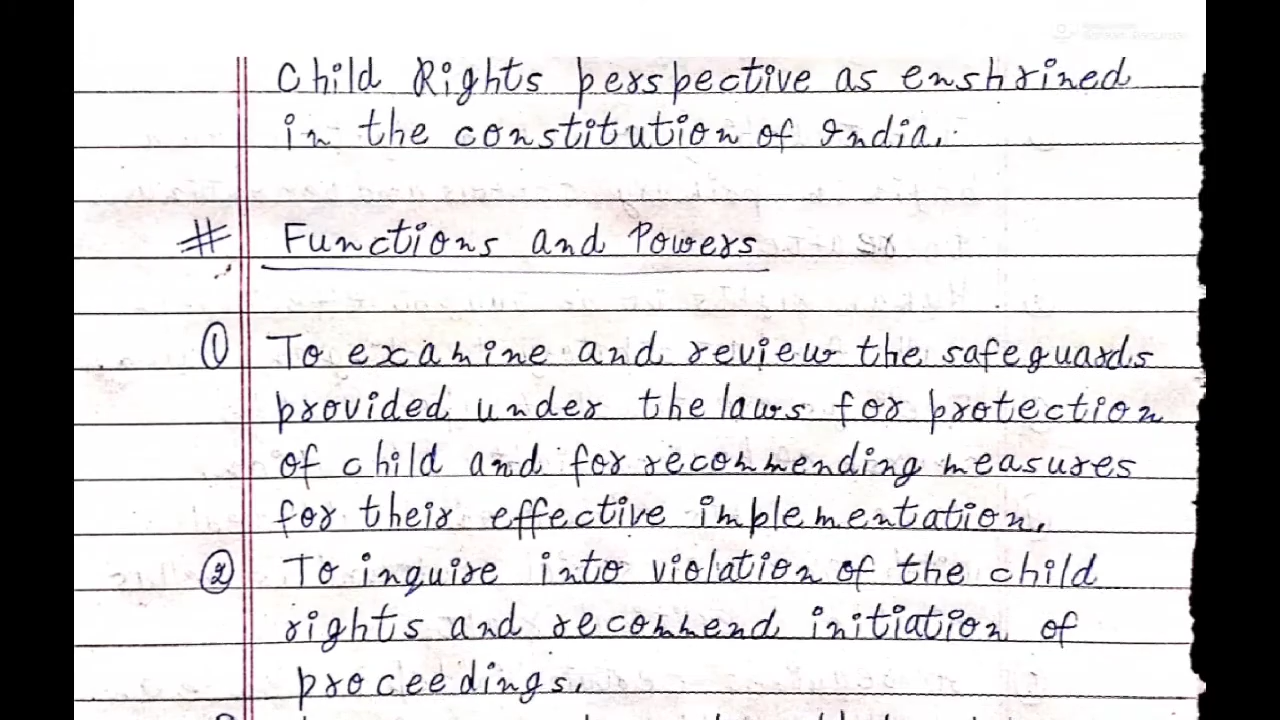 Child Rights perspective as enshrined
in the constitution of India.
# Functions and Powers
① To examine and review the safeguards
provided under the laws for protection
of child and for recommending measures
for their effective implementation.
② To inquire into violation of the child
rights and recommend initiation of
proceedings.